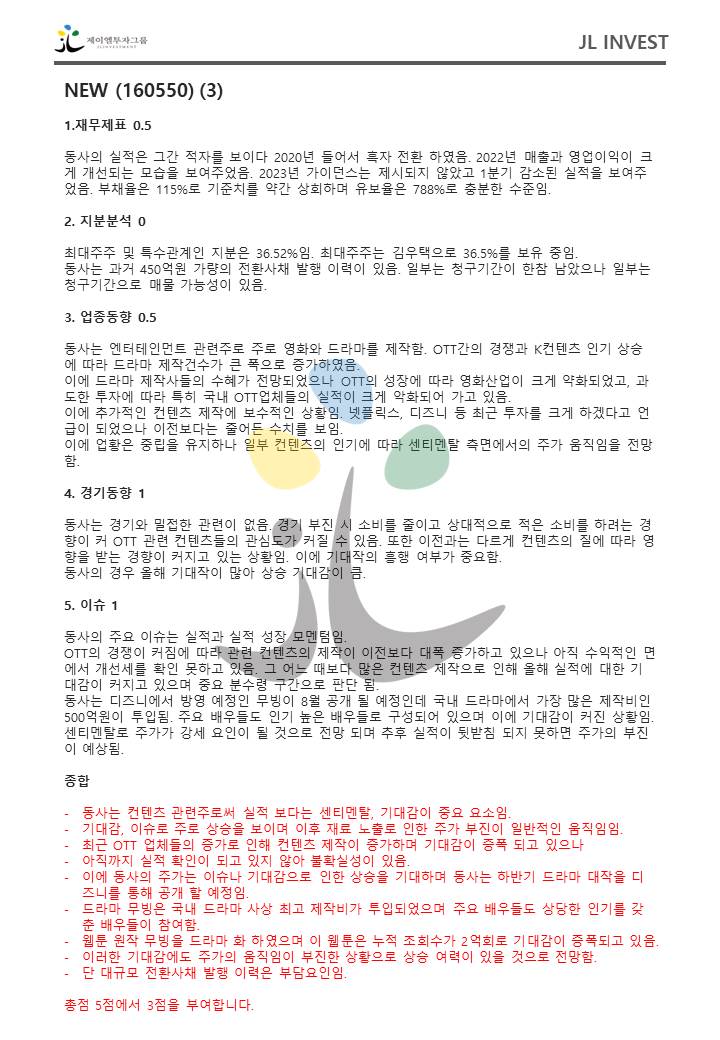 제이엘투자그룹
JLINVESTMENT
JL INVEST
NEW (160550) (3)
1.재무제표 0.5
동사의 실적은 그간 적자를 보이다 2020년 들어서 흑자 전환 하였음. 2022년 매출과 영업이익이 크
게 개선되는 모습을 보여주었음. 2023년 가이던스는 제시되지 않았고 1분기 감소된 실적을 보여주
었음. 부채율은 115%로 기준치를 약간 상회하며 유보율은 788%로 충분한 수준임.
2. 지분분석 0
최대주주 및 특수관계인 지분은 36.52%임. 최대주주는 김우택으로 36.5%를 보유 중임.
동사는 과거 450억원 가량의 전환사채 발행 이력이 있음. 일부는 청구기간이 한참 남았으나 일부는
청구기간으로 매물 가능성이 있음.
3. 업종동향 0.5
동사는 엔터테인먼트 관련주로 주로 영화와 드라마를 제작함. OTT간의 경쟁과 K컨텐츠 인기 상승
에 따라 드라마 제작건수가 큰 폭으로 증가하였음.
이에 드라마 제작사들의 수혜가 전망되었으나 OTT의 성장에 따라 영화산업이 크게 약화되었고, 과
도한 투자에 따라 특히 국내 OTT업체들의 실적이 크게 악화되어 가고 있음.
이에 추가적인 컨텐츠 제작에 보수적인 상황임. 넷플릭스, 디즈니 등 최근 투자를 크게 하겠다고 언
급이 되었으나 이전보다는 줄어든 수치를 보임.
이에 업황은 중립을 유지하나 일부 컨텐츠의 인기에 따라 센티멘탈 측면에서의 주가 움직임을 전망
함.
4. 경기동향 1
동사는 경기와 밀접한 관련이 없음. 경기 부진 시 소비를 줄이고 상대적으로 적은 소비를 하려는 경
향이 커 OTT 관련 컨텐츠들의 관심도가 커질 수 있음. 또한 이전과는 다르게 컨텐츠의 질에 따라 영
향을 받는 경향이 커지고 있는 상황임. 이에 기대작의 흥행 여부가 중요함.
동사의 경우 올해 기대작이 많아 상승 기대감이 큼.
5. 이슈 1
동사의 주요 이슈는 실적과 실적 성장 모멘텀임.
OTT의 경쟁이 커짐에 따라 관련 컨텐츠의 제작이 이전보다 대폭 증가하고 있으나 아직 수익적인 면
에서 개선세를 확인 못하고 있음. 그 어느 때보다 많은 컨텐츠 제작으로 인해 올해 실적에 대한 기
대감이 커지고 있으며 중요 분수령 구간으로 판단 됨.
동사는 디즈니에서 방영 예정인 무빙이 8월 공개 될 예정인데 국내 드라마에서 가장 많은 제작비인
500억원이 투입됨. 주요 배우들도 인기 높은 배우들로 구성되어 있으며 이에 기대감이 커진 상황임.
센티멘탈로 주가가 강세 요인이 될 것으로 전망 되며 추후 실적이 뒷받침 되지 못하면 주가의 부진
이 예상됨.
종합
- 동사는 컨텐츠 관련주로써 실적 보다는 센티멘탈, 기대감이 중요 요소임.
- 기대감, 이슈로 주로 상승을 보이며 이후 재료 노출로 인한 주가 부진이 일반적인 움직임임.
- 최근 OTT 업체들의 증가로 인해 컨텐츠 제작이 증가하며 기대감이 증폭 되고 있으나
- 아직까지 실적 확인이 되고 있지 않아 불확실성이 있음.
- 이에 동사의 주가는 이슈나 기대감으로 인한 상승을 기대하며 동사는 하반기 드라마 대작을 디
즈니를 통해 공개 할 예정임.
- 드라마 무빙은 국내 드라마 사상 최고 제작비가 투입되었으며 주요 배우들도 상당한 인기를 갖
춘 배우들이 참여함.
- 웹툰 원작 무빙을 드라마 화 하였으며 이 웹툰은 누적 조회수가 2억회로 기대감이 증폭되고 있음.
- 이러한 기대감에도 주가의 움직임이 부진한 상황으로 상승 여력이 있을 것으로 전망함.
- 단 대규모 전환사채 발행 이력은 부담요인임.
총점 5점에서 3점을 부여합니다.